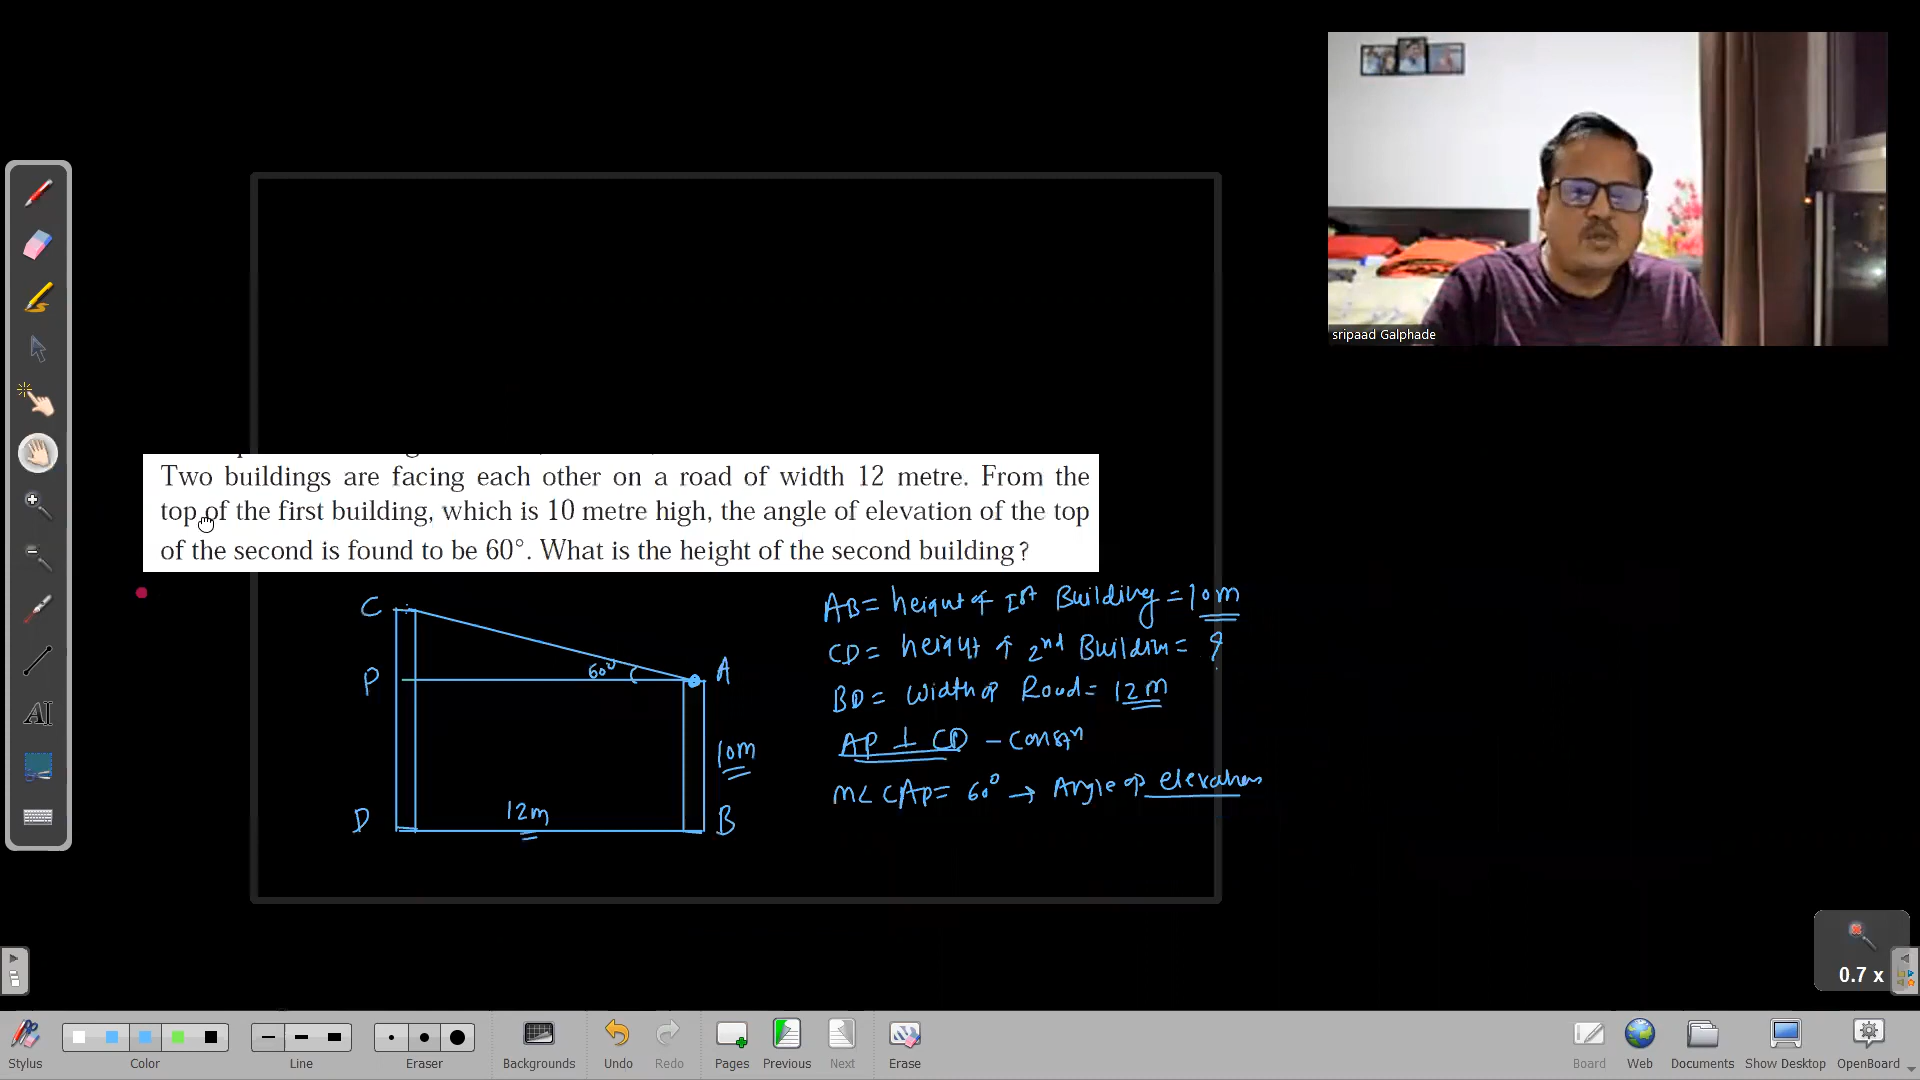 sripaad Galphade
Two buildings are facing each other on a road of width 12 metre. From the
top of the first building, which is 10 metre high, the angle of elevation of the top
of the second is found to be 60°. What is the height of the second building?
C
P
60°
A
10m
D
12m
B
AB = height of Ist Building = 10m
CD = height of 2nd Buildin = ?
BD = width of Road = 12m
AP ⊥ CD – constn
m∠ CAP = 60° → Angle of elevation
AI
0.7 x
Stylus
Color
Line
Eraser
Backgrounds
Undo
Redo
Pages
Previous
Next
Erase
Board
Web
Documents
Show Desktop
OpenBoard